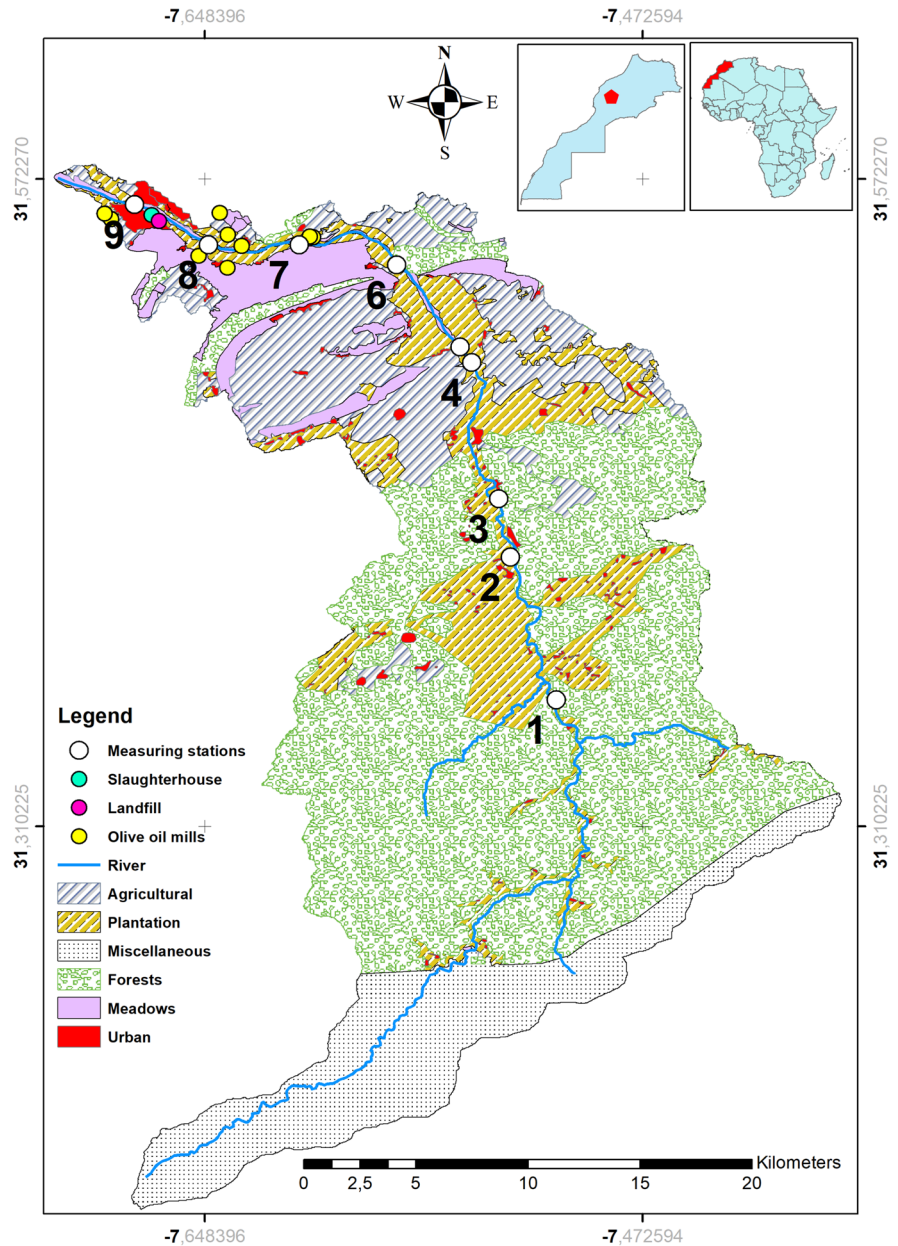 -7,648396 -7,472594
N
W E
S
31,572270 31,572270
9
8
7
6
4
3
2
1
Legend
Measuring stations
Slaughterhouse
Landfill
Olive oil mills
River
Agricultural
Plantation
Miscellaneous
Forests
Meadows
Urban
31,310225 31,310225
Kilometers
0 2,5 5 10 15 20
-7,648396 -7,472594